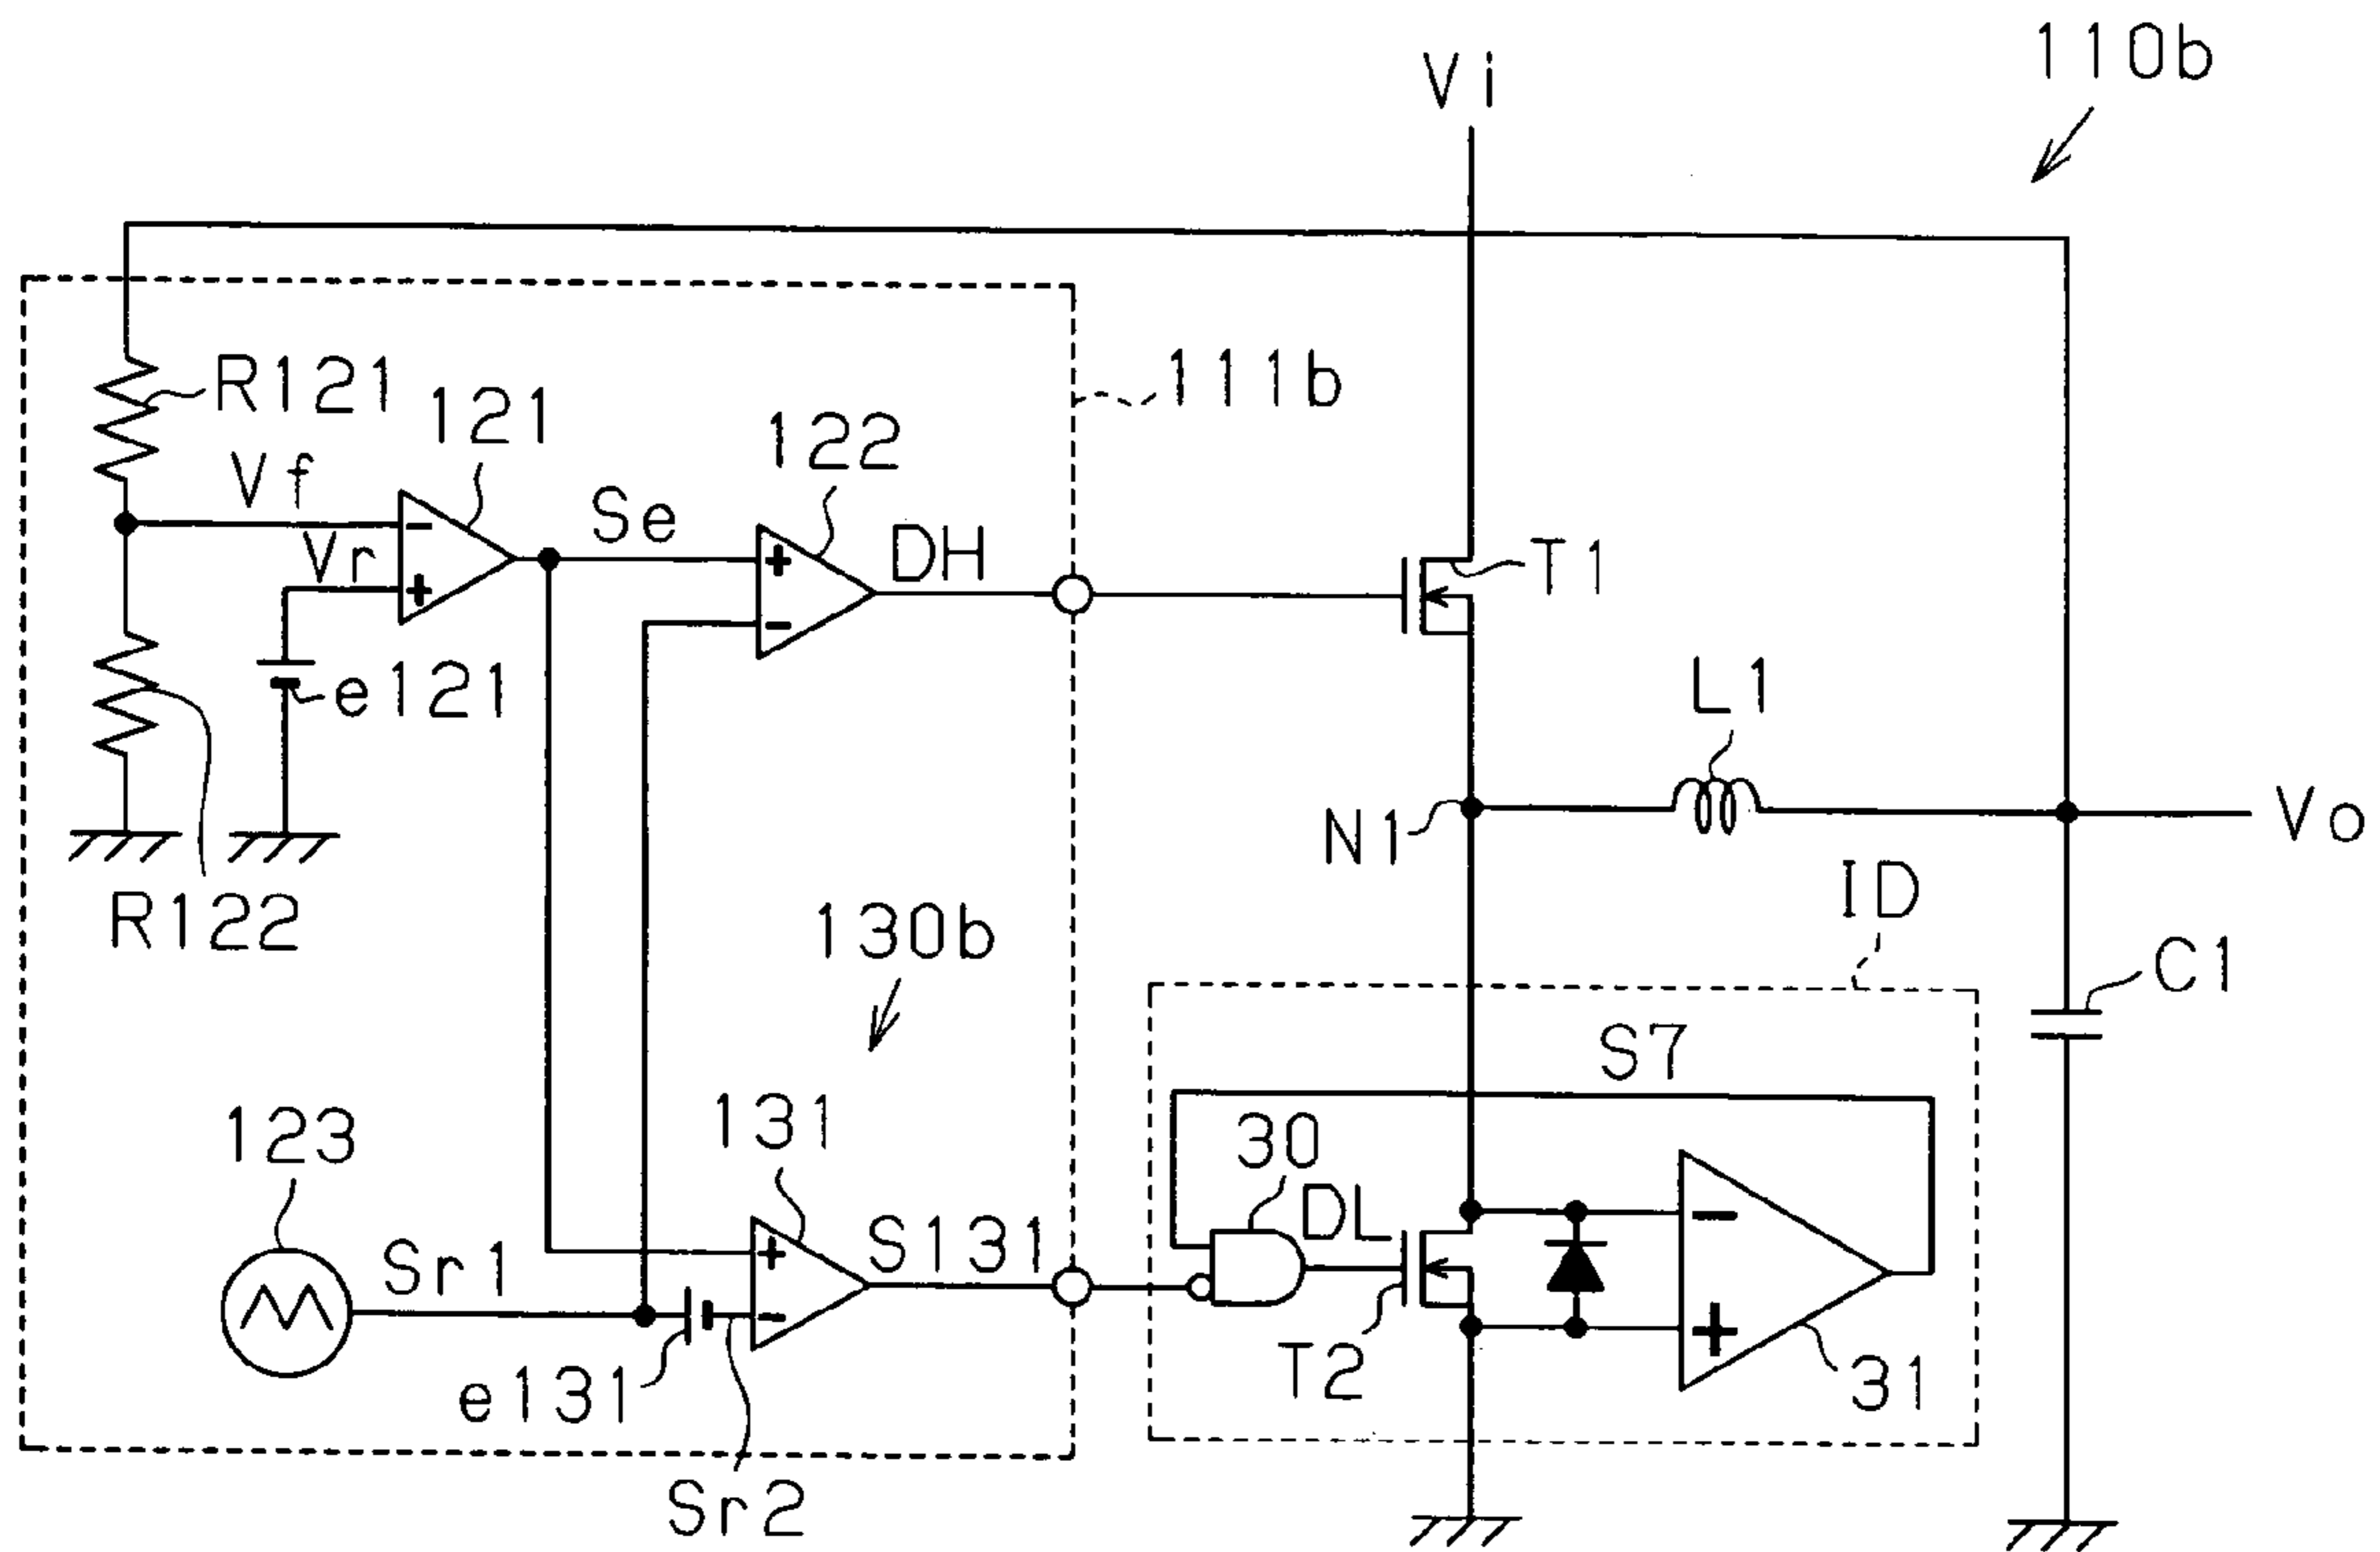 110b
Vi
R121
121
111b
122
Vf
Se
Vr
DH
T1
e121
L1
N1
Vo
R122
130b
ID
C1
S7
123
131
30
DL
Sr1
S131
e131
T2
31
Sr2